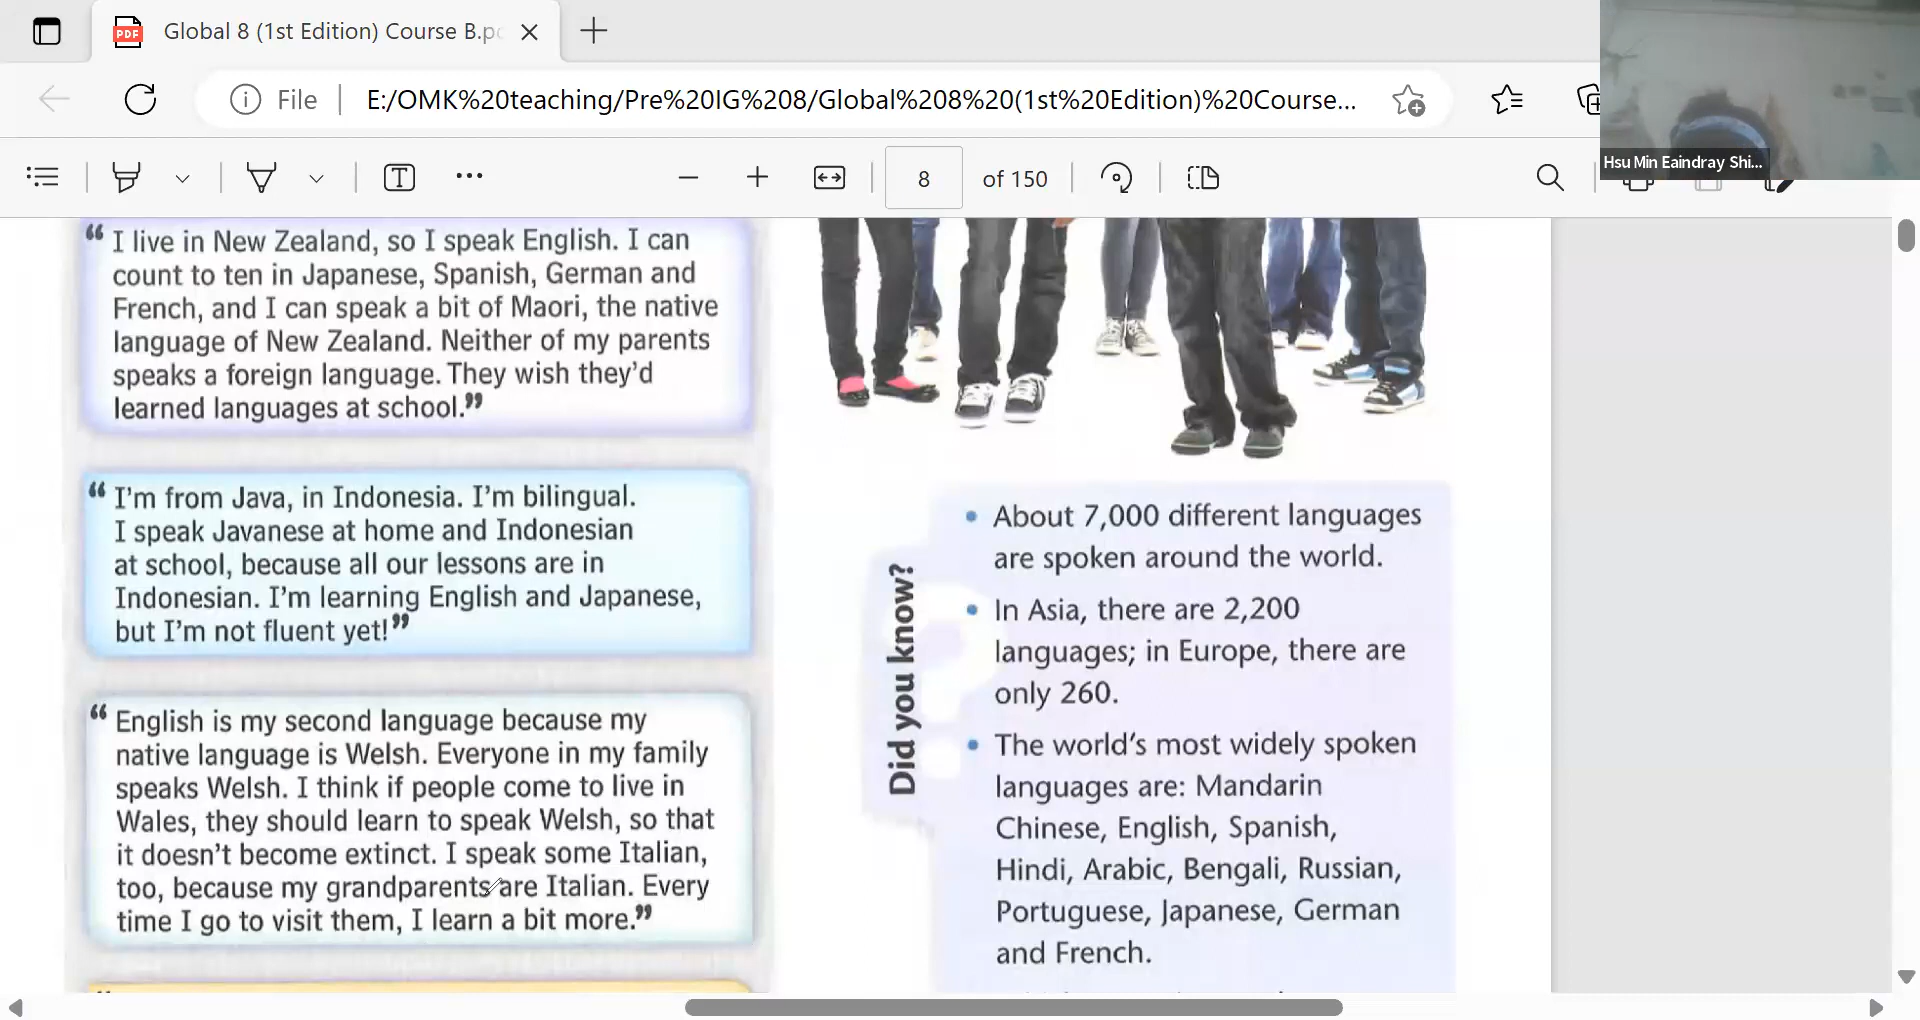 Global 8 (1st Edition) Course B.pd
File
E:/OMK%20teaching/Pre%20IG%208/Global%208%20(1st%20Edition)%20Course...
8 of 150
Hsu Min Eaindray Shi...
“I live in New Zealand, so I speak English. I can
count to ten in Japanese, Spanish, German and
French, and I can speak a bit of Maori, the native
language of New Zealand. Neither of my parents
speaks a foreign language. They wish they’d
learned languages at school.”
“I’m from Java, in Indonesia. I’m bilingual.
I speak Javanese at home and Indonesian
at school, because all our lessons are in
Indonesian. I’m learning English and Japanese,
but I’m not fluent yet!”
“English is my second language because my
native language is Welsh. Everyone in my family
speaks Welsh. I think if people come to live in
Wales, they should learn to speak Welsh, so that
it doesn’t become extinct. I speak some Italian,
too, because my grandparents are Italian. Every
time I go to visit them, I learn a bit more.”
Did you know?
• About 7,000 different languages
are spoken around the world.
• In Asia, there are 2,200
languages; in Europe, there are
only 260.
• The world’s most widely spoken
languages are: Mandarin
Chinese, English, Spanish,
Hindi, Arabic, Bengali, Russian,
Portuguese, Japanese, German
and French.